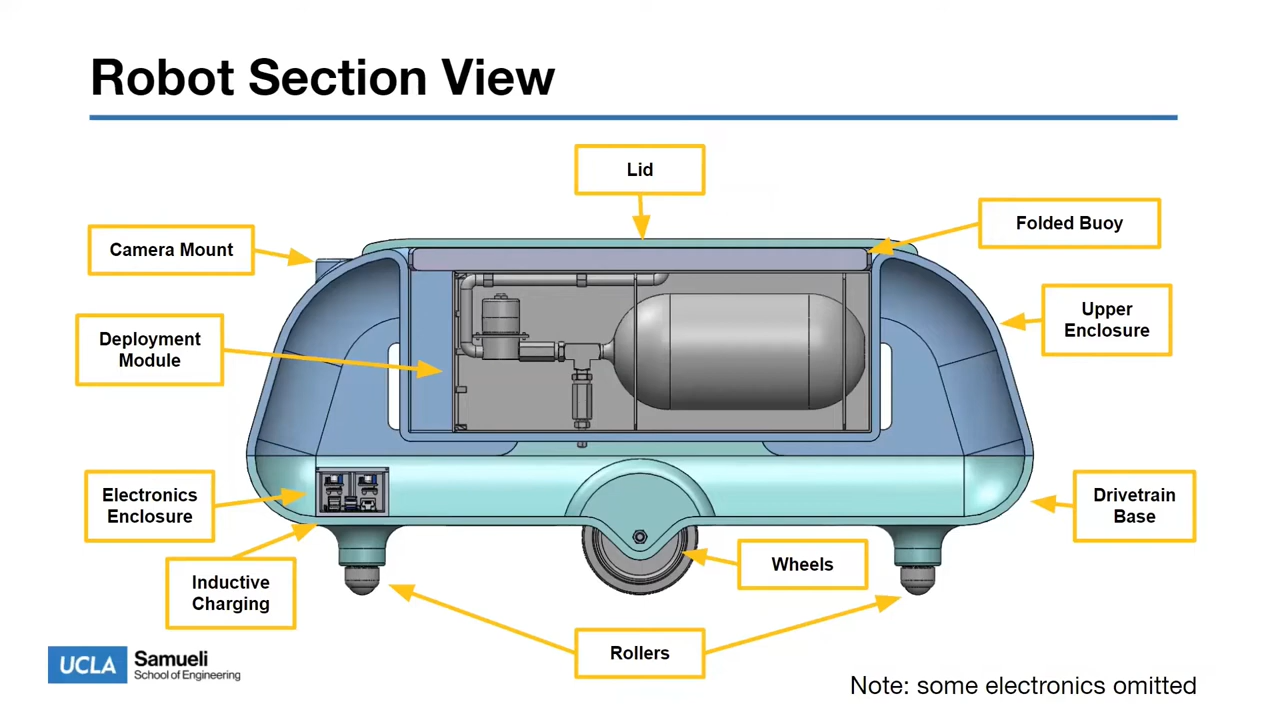 Robot Section View
Lid
Folded Buoy
Camera Mount
Upper
Enclosure
Deployment
Module
Electronics
Enclosure
Drivetrain
Base
Wheels
Inductive
Charging
Rollers
UCLA
Samueli
School of Engineering
Note: some electronics omitted